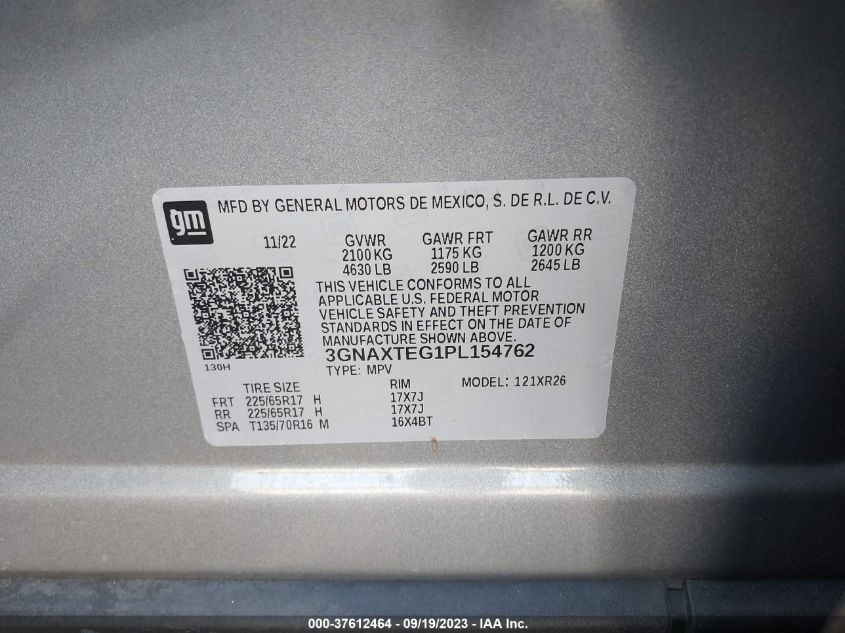 gm
MFD BY GENERAL MOTORS DE MEXICO, S. DE R.L. DE C.V.
11/22 GVWR GAWR FRT GAWR RR
2100 KG 1175 KG 1200 KG
4630 LB 2590 LB 2645 LB
THIS VEHICLE CONFORMS TO ALL
APPLICABLE U.S. FEDERAL MOTOR
VEHICLE SAFETY AND THEFT PREVENTION
STANDARDS IN EFFECT ON THE DATE OF
MANUFACTURE SHOWN ABOVE.
3GNAXTEG1PL154762
130H
TYPE: MPV
MODEL: 121XR26
TIRE SIZE RIM
FRT 225/65R17 H 17X7J
RR 225/65R17 H 17X7J
SPA T135/70R16 M 16X4BT
000-37612464 - 09/19/2023 - IAA Inc.